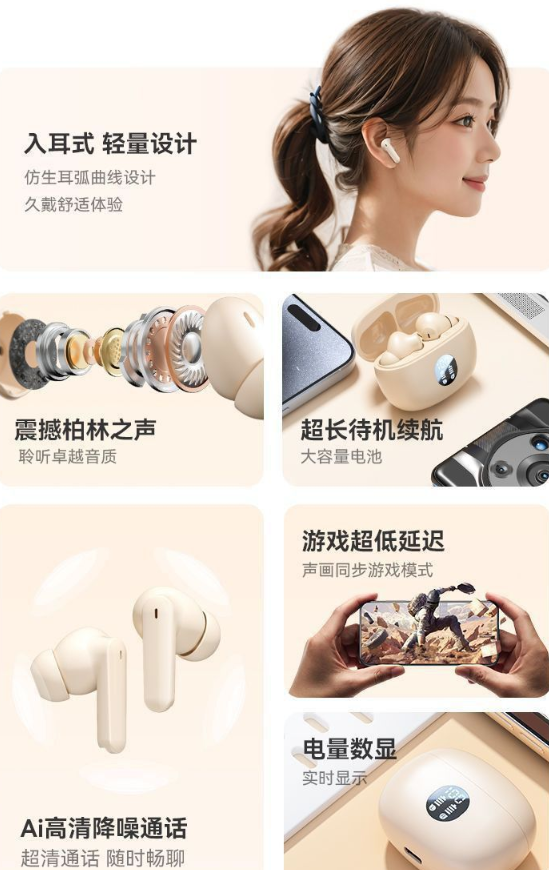 入耳式 轻量设计
仿生耳弧曲线设计
久戴舒适体验
震撼柏林之声
聆听卓越音质
超长待机续航
大容量电池
游戏超低延迟
声画同步游戏模式
Ai高清降噪通话
超清通话 随时畅聊
电量数显
实时显示